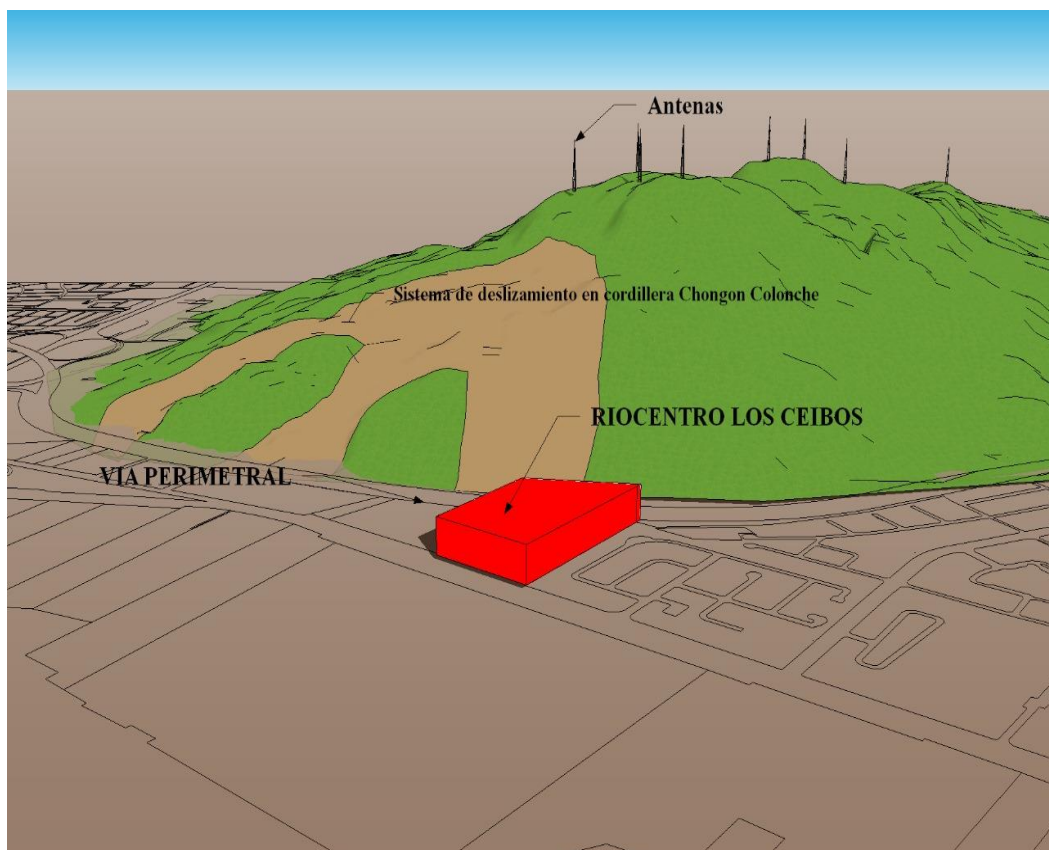 Antenas
Sistema de deslizamiento en cordillera Chongon Colonche
RIOCENTRO LOS CEIBOS
VIA PERIMETRAL